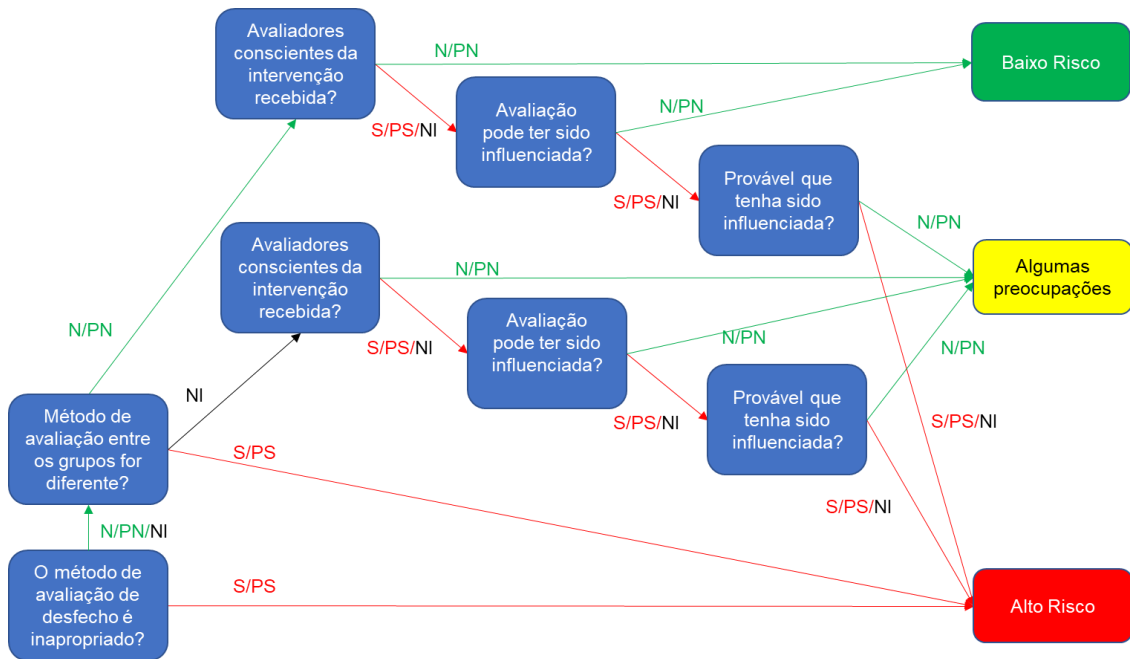 Avaliadores
conscientes da
intervenção
recebida?
N/PN
Baixo Risco
S/PS/NI
Avaliação
pode ter sido
influenciada?
N/PN
S/PS/NI
Provável que
tenha sido
influenciada?
N/PN
Avaliadores
conscientes da
intervenção
recebida?
N/PN
Algumas
preocupações
N/PN
S/PS/NI
Avaliação
pode ter sido
influenciada?
N/PN
N/PN
NI
S/PS/NI
Provável que
tenha sido
influenciada?
S/PS/NI
Método de
avaliação entre
os grupos for
diferente?
S/PS
S/PS/NI
N/PN/NI
O método de
avaliação de
desfecho é
inapropriado?
S/PS
Alto Risco